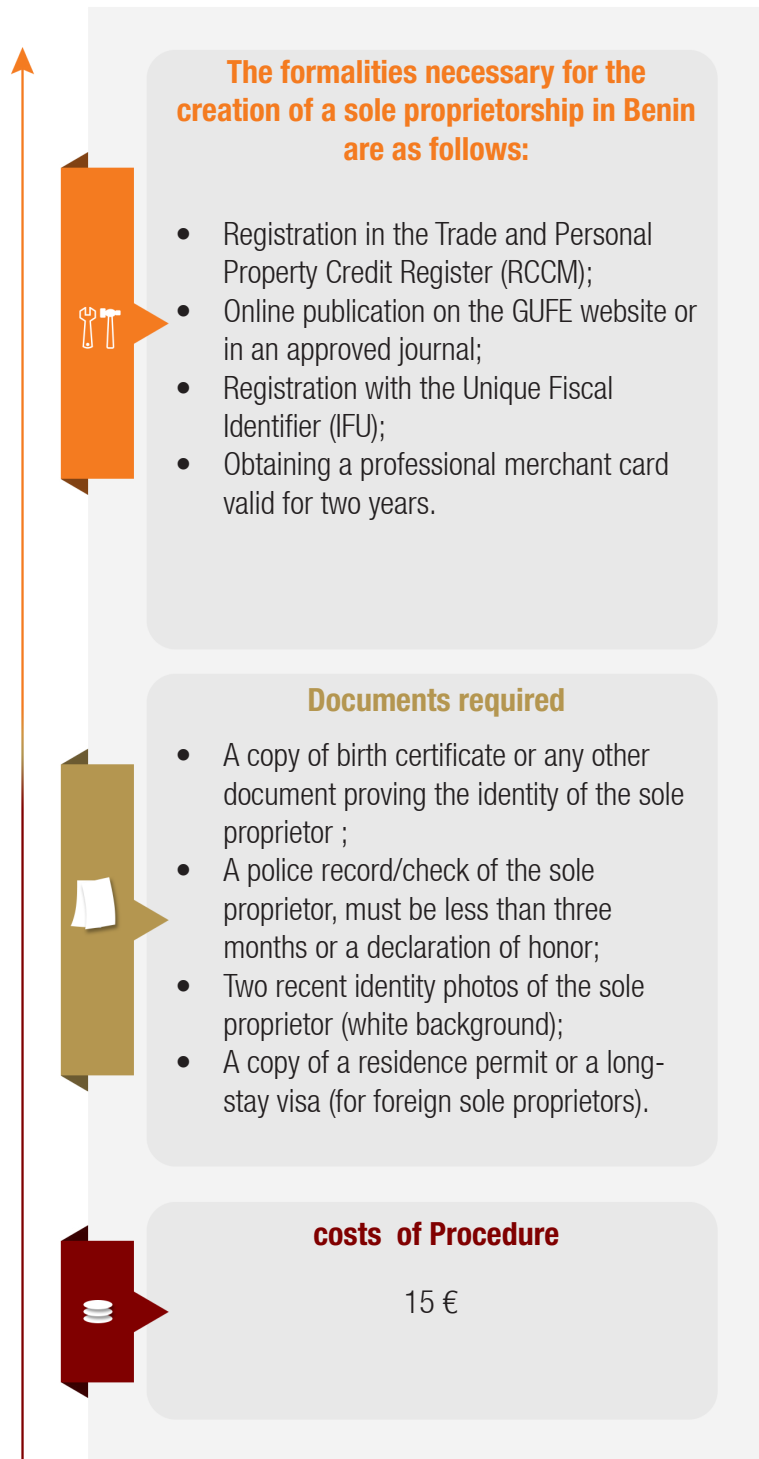 The formalities necessary for the
creation of a sole proprietorship in Benin
are as follows:
• Registration in the Trade and Personal
Property Credit Register (RCCM);
• Online publication on the GUFE website or
in an approved journal;
• Registration with the Unique Fiscal
Identifier (IFU);
• Obtaining a professional merchant card
valid for two years.
Documents required
• A copy of birth certificate or any other
document proving the identity of the sole
proprietor ;
• A police record/check of the sole
proprietor, must be less than three
months or a declaration of honor;
• Two recent identity photos of the sole
proprietor (white background);
• A copy of a residence permit or a long-
stay visa (for foreign sole proprietors).
costs of Procedure
15 €